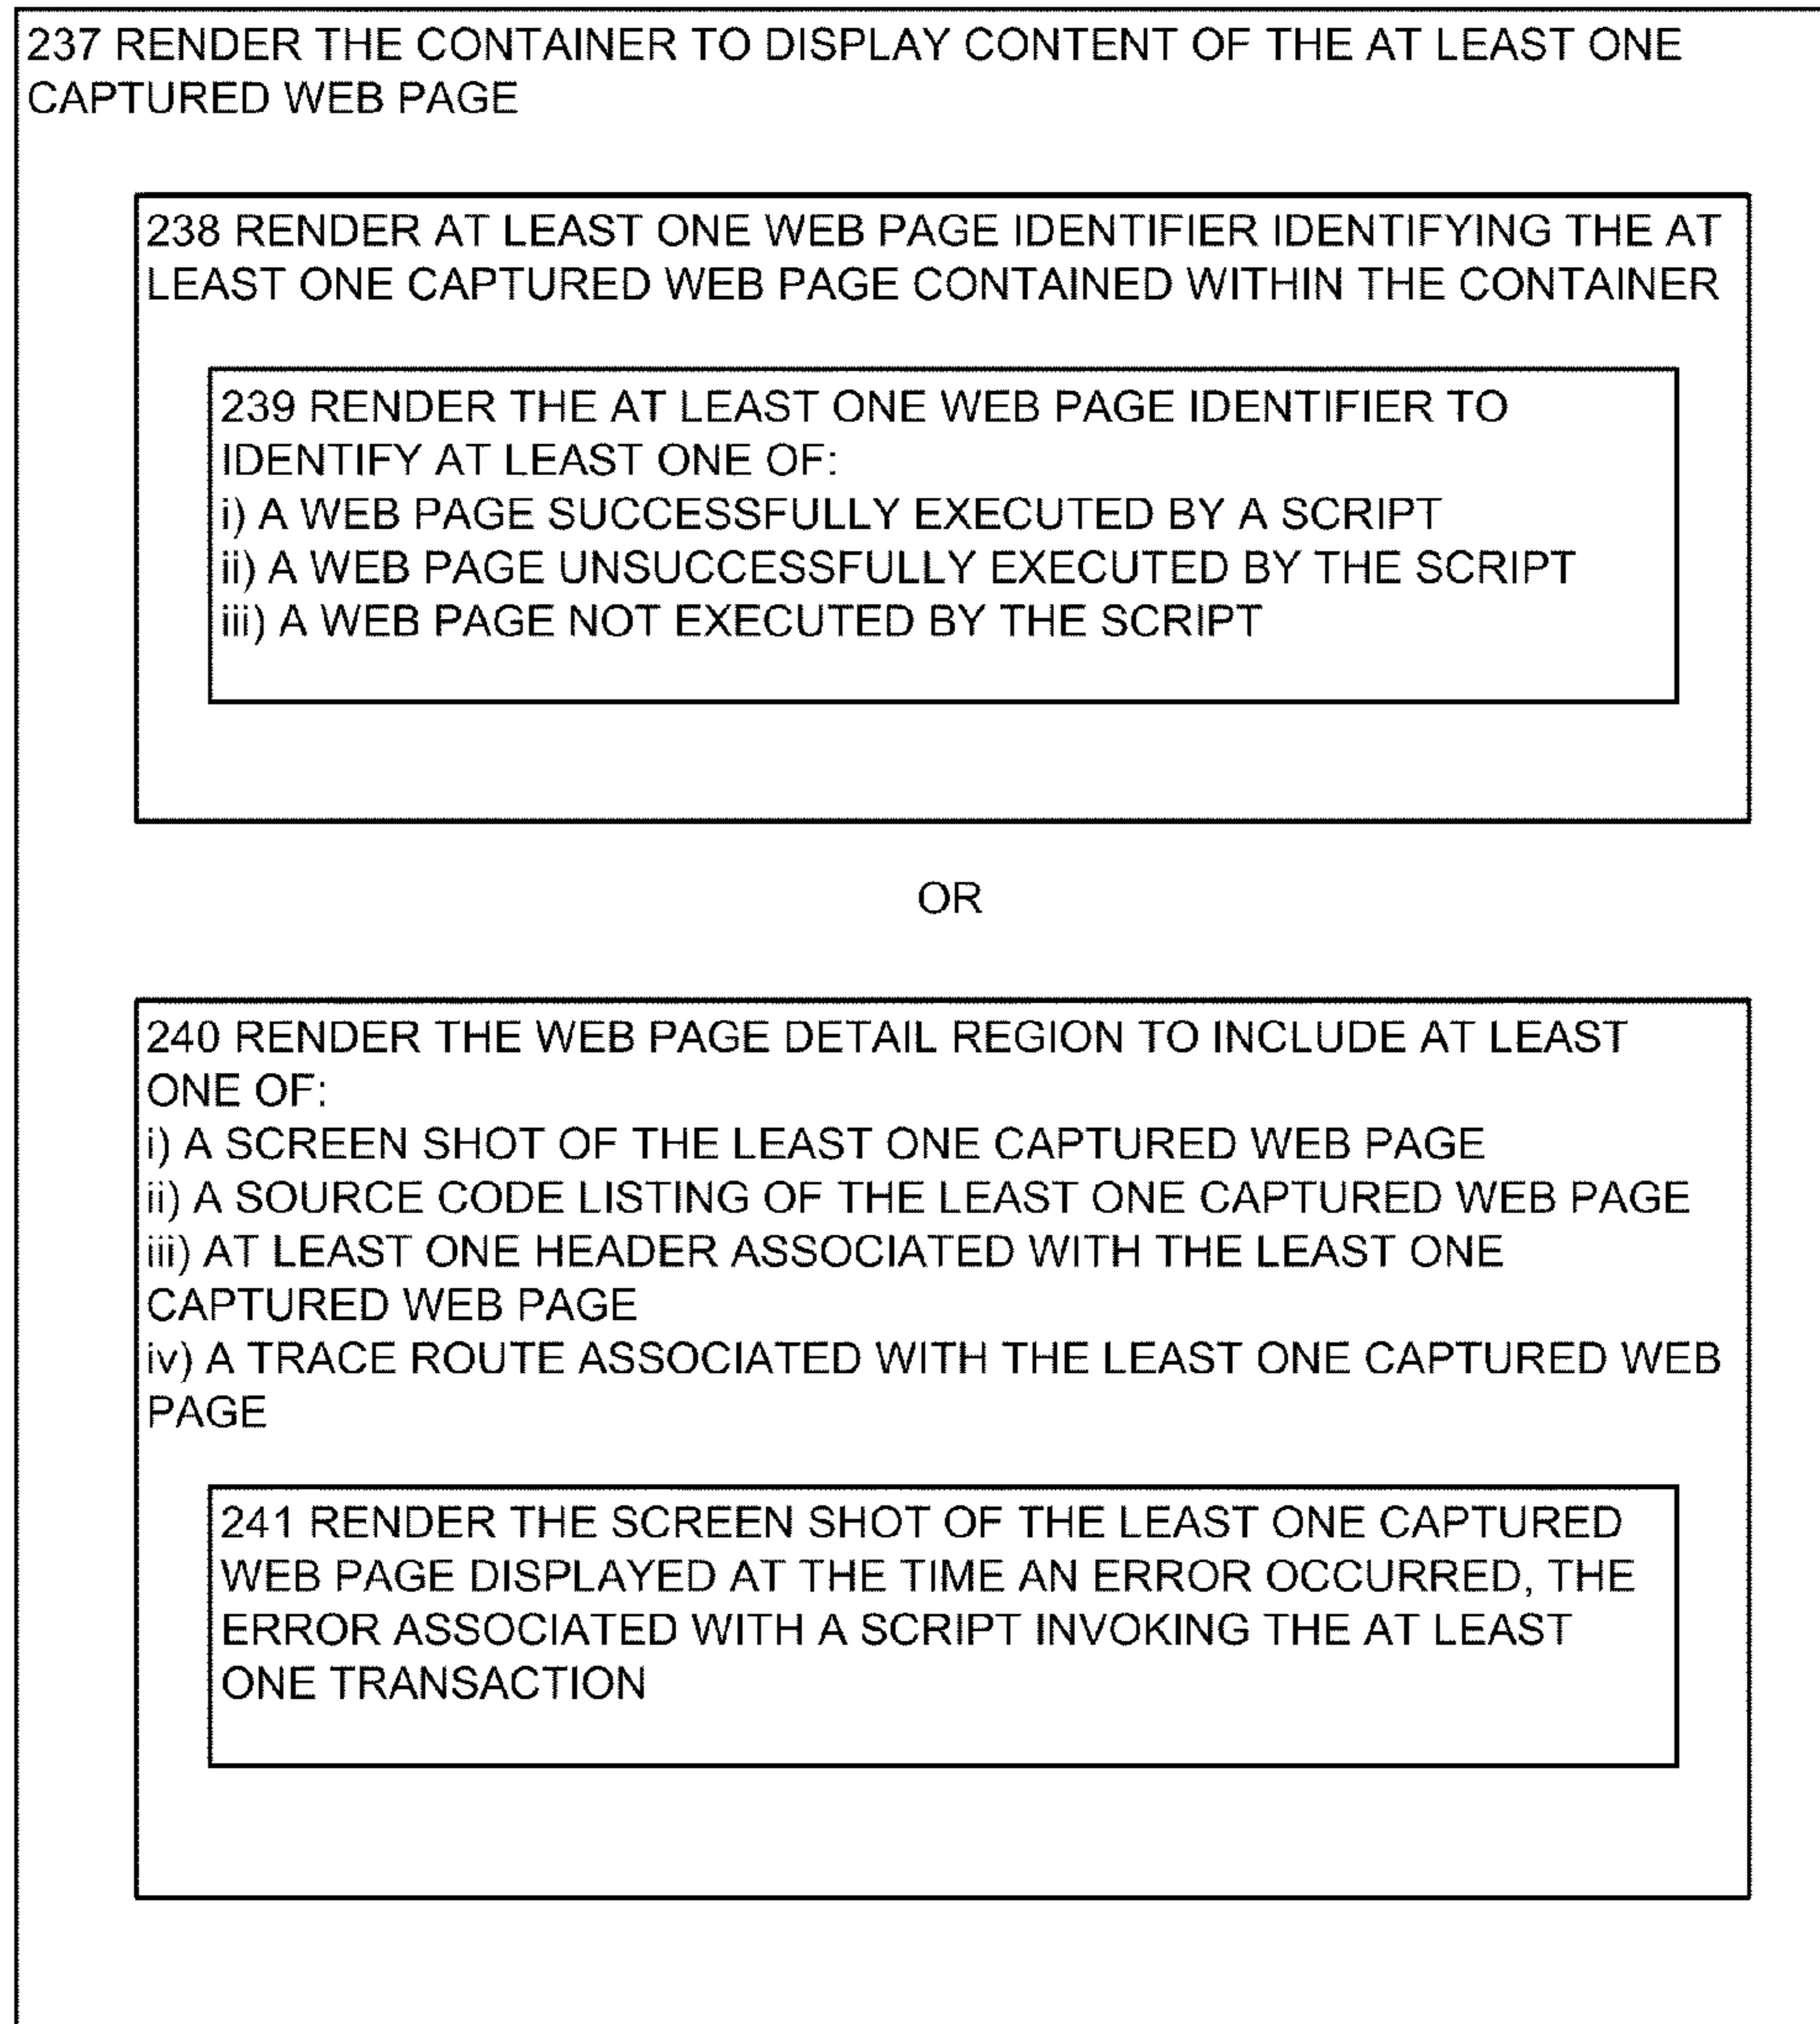 237 RENDER THE CONTAINER TO DISPLAY CONTENT OF THE AT LEAST ONE
CAPTURED WEB PAGE
238 RENDER AT LEAST ONE WEB PAGE IDENTIFIER IDENTIFYING THE AT
LEAST ONE CAPTURED WEB PAGE CONTAINED WITHIN THE CONTAINER
239 RENDER THE AT LEAST ONE WEB PAGE IDENTIFIER TO
IDENTIFY AT LEAST ONE OF:
i) A WEB PAGE SUCCESSFULLY EXECUTED BY A SCRIPT
ii) A WEB PAGE UNSUCCESSFULLY EXECUTED BY THE SCRIPT
iii) A WEB PAGE NOT EXECUTED BY THE SCRIPT
OR
240 RENDER THE WEB PAGE DETAIL REGION TO INCLUDE AT LEAST
ONE OF:
i) A SCREEN SHOT OF THE LEAST ONE CAPTURED WEB PAGE
ii) A SOURCE CODE LISTING OF THE LEAST ONE CAPTURED WEB PAGE
iii) AT LEAST ONE HEADER ASSOCIATED WITH THE LEAST ONE
CAPTURED WEB PAGE
iv) A TRACE ROUTE ASSOCIATED WITH THE LEAST ONE CAPTURED WEB
PAGE
241 RENDER THE SCREEN SHOT OF THE LEAST ONE CAPTURED
WEB PAGE DISPLAYED AT THE TIME AN ERROR OCCURRED, THE
ERROR ASSOCIATED WITH A SCRIPT INVOKING THE AT LEAST
ONE TRANSACTION